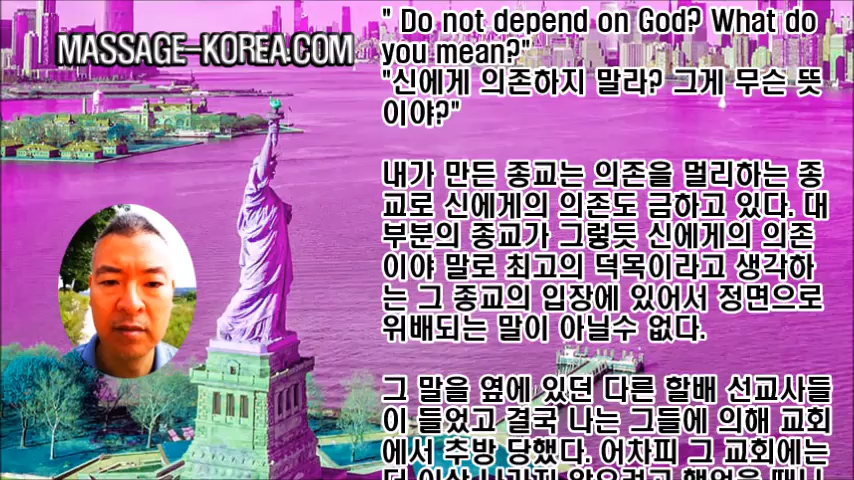 MASSAGE-KOREA.COM
" Do not depend on God? What do
you mean?"
"신에게 의존하지 말라? 그게 무슨 뜻
이야?"
내가 만든 종교는 의존을 멀리하는 종
교로 신에게의 의존도 금하고 있다. 대
부분의 종교가 그렇듯 신에게의 의존
이야 말로 최고의 덕목이라고 생각하
는 그 종교의 입장에 있어서 정면으로
위배되는 말이 아닐수 없다.
그 말을 옆에 있던 다른 할배 선교사들
이 들었고 결국 나는 그들에 의해 교회
에서 추방 당했다. 어차피 그 교회에는